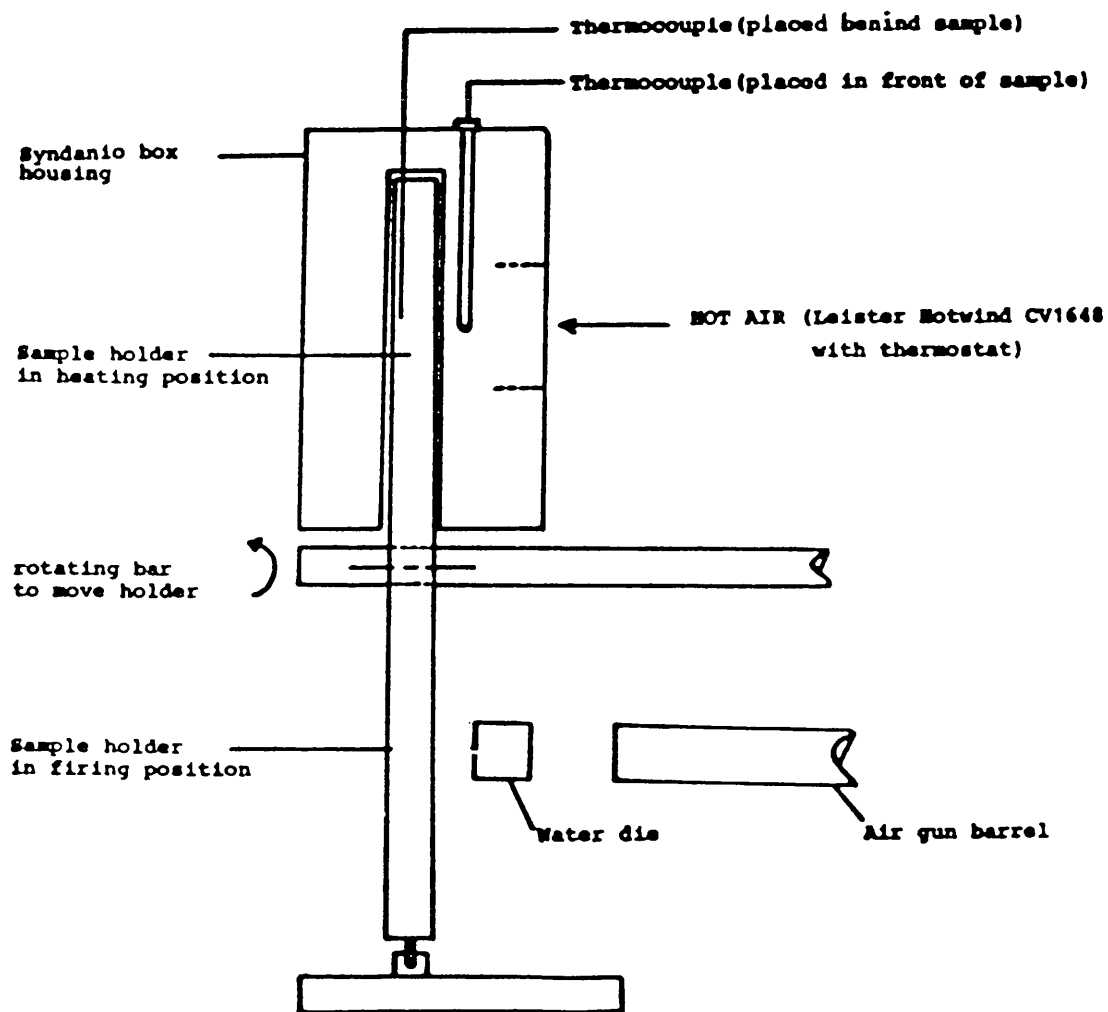 Thermocouple (placed behind sample)
Thermocouple (placed in front of sample)
Syndanio box
housing
HOT AIR (Leister Hotwind CV1648
with thermostat)
Sample holder
in heating position
rotating bar
to move holder
Sample holder
in firing position
Water die
Air gun barrel